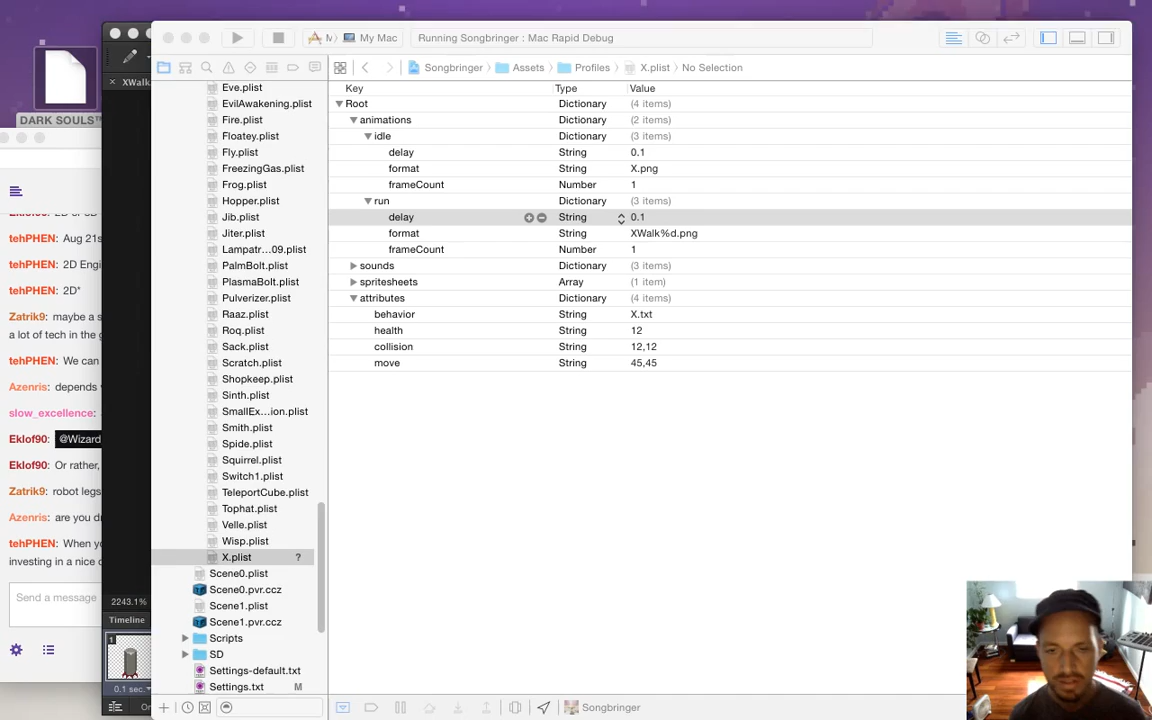 DARK SOULS™
My Mac
Running Songbringer : Mac Rapid Debug
XWalk
Songbringer
Assets
Profiles
X.plist
No Selection
Key Type Value
Root Dictionary (4 items)
animations Dictionary (2 items)
idle Dictionary (3 items)
delay String 0.1
format String X.png
frameCount Number 1
run Dictionary (3 items)
delay String 0.1
format String XWalk%d.png
frameCount Number 1
sounds Dictionary (3 items)
spritesheets Array (1 item)
attributes Dictionary (4 items)
behavior String X.txt
health String 12
collision String 12,12
move String 45,45
Eve.plist
EvilAwakening.plist
Fire.plist
Floatey.plist
Fly.plist
FreezingGas.plist
Frog.plist
Hopper.plist
Jib.plist
Jiter.plist
Lampatr...09.plist
PalmBolt.plist
PlasmaBolt.plist
Pulverizer.plist
Raaz.plist
Roq.plist
Sack.plist
Scratch.plist
Shopkeep.plist
Sinth.plist
SmallEx...ion.plist
Smith.plist
Spide.plist
Squirrel.plist
Switch1.plist
TeleportCube.plist
Tophat.plist
Velle.plist
Wisp.plist
X.plist ?
Scene0.plist
Scene0.pvr.ccz
Scene1.plist
Scene1.pvr.ccz
Scripts
SD
Settings-default.txt
Settings.txt M
tehPHEN: Aug 21s
tehPHEN: 2D Engi
tehPHEN: 2D*
Zatrik9: maybe a s
a lot of tech in the g
tehPHEN: We can
Azenris: depends
slow_excellence:
Eklof90: @Wizard
Eklof90: Or rather,
Zatrik9: robot legs
Azenris: are you d
tehPHEN: When yo
investing in a nice c
Send a message
2243.1%
Timeline
1
0.1 sec.
Songbringer